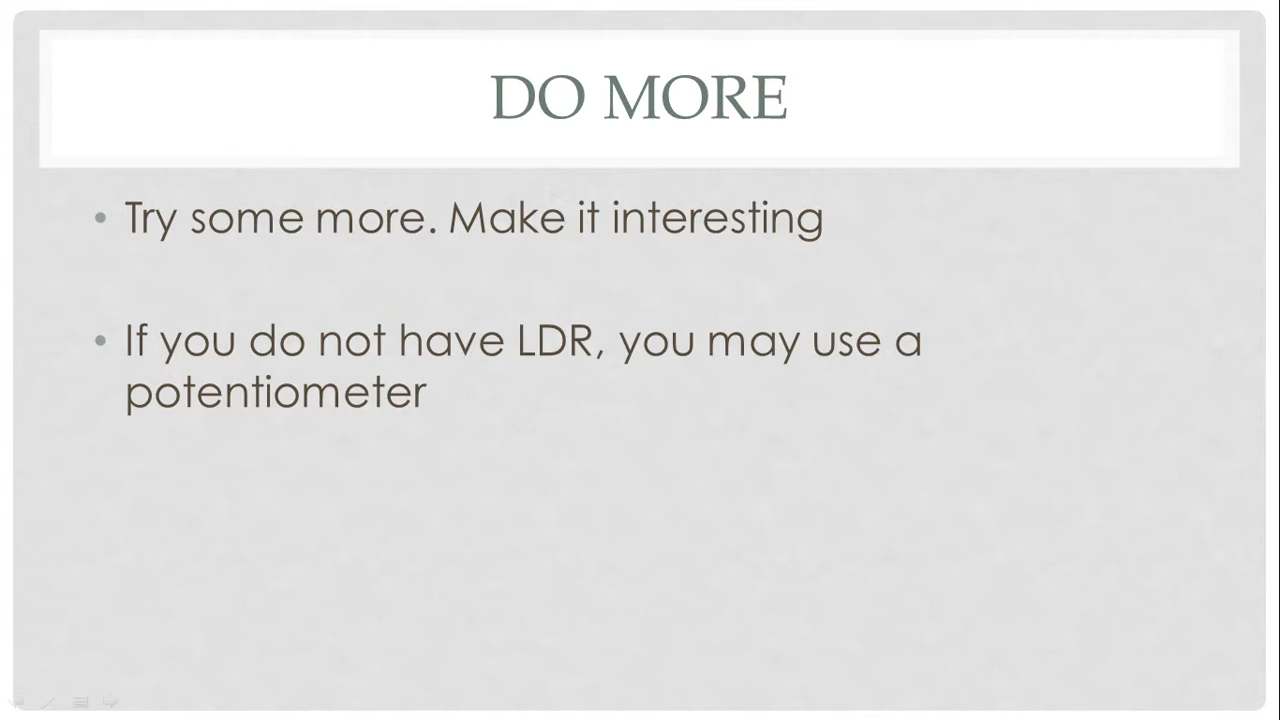 DO MORE
• Try some more. Make it interesting
• If you do not have LDR, you may use a
potentiometer